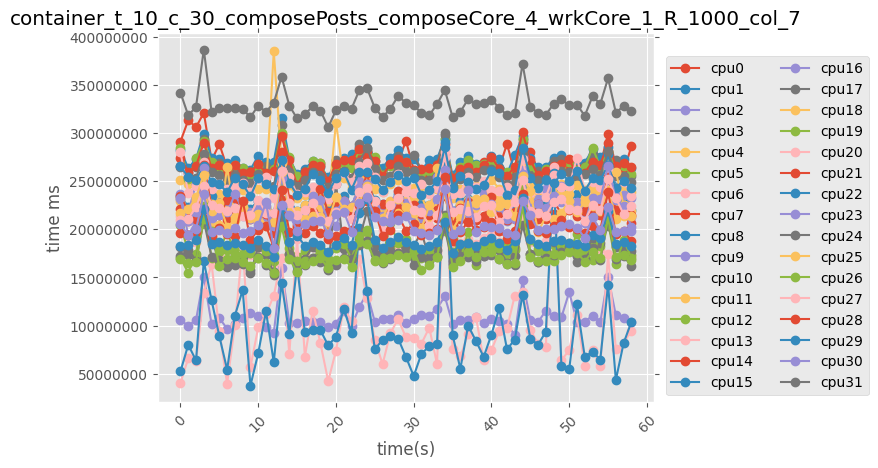 container_t_10_c_30_composePosts_composeCore_4_wrkCore_1_R_1000_col_7
400000000
350000000
300000000
250000000
200000000
150000000
100000000
50000000
time ms
0
10
20
30
40
50
60
time(s)
cpu0
cpu1
cpu2
cpu3
cpu4
cpu5
cpu6
cpu7
cpu8
cpu9
cpu10
cpu11
cpu12
cpu13
cpu14
cpu15
cpu16
cpu17
cpu18
cpu19
cpu20
cpu21
cpu22
cpu23
cpu24
cpu25
cpu26
cpu27
cpu28
cpu29
cpu30
cpu31